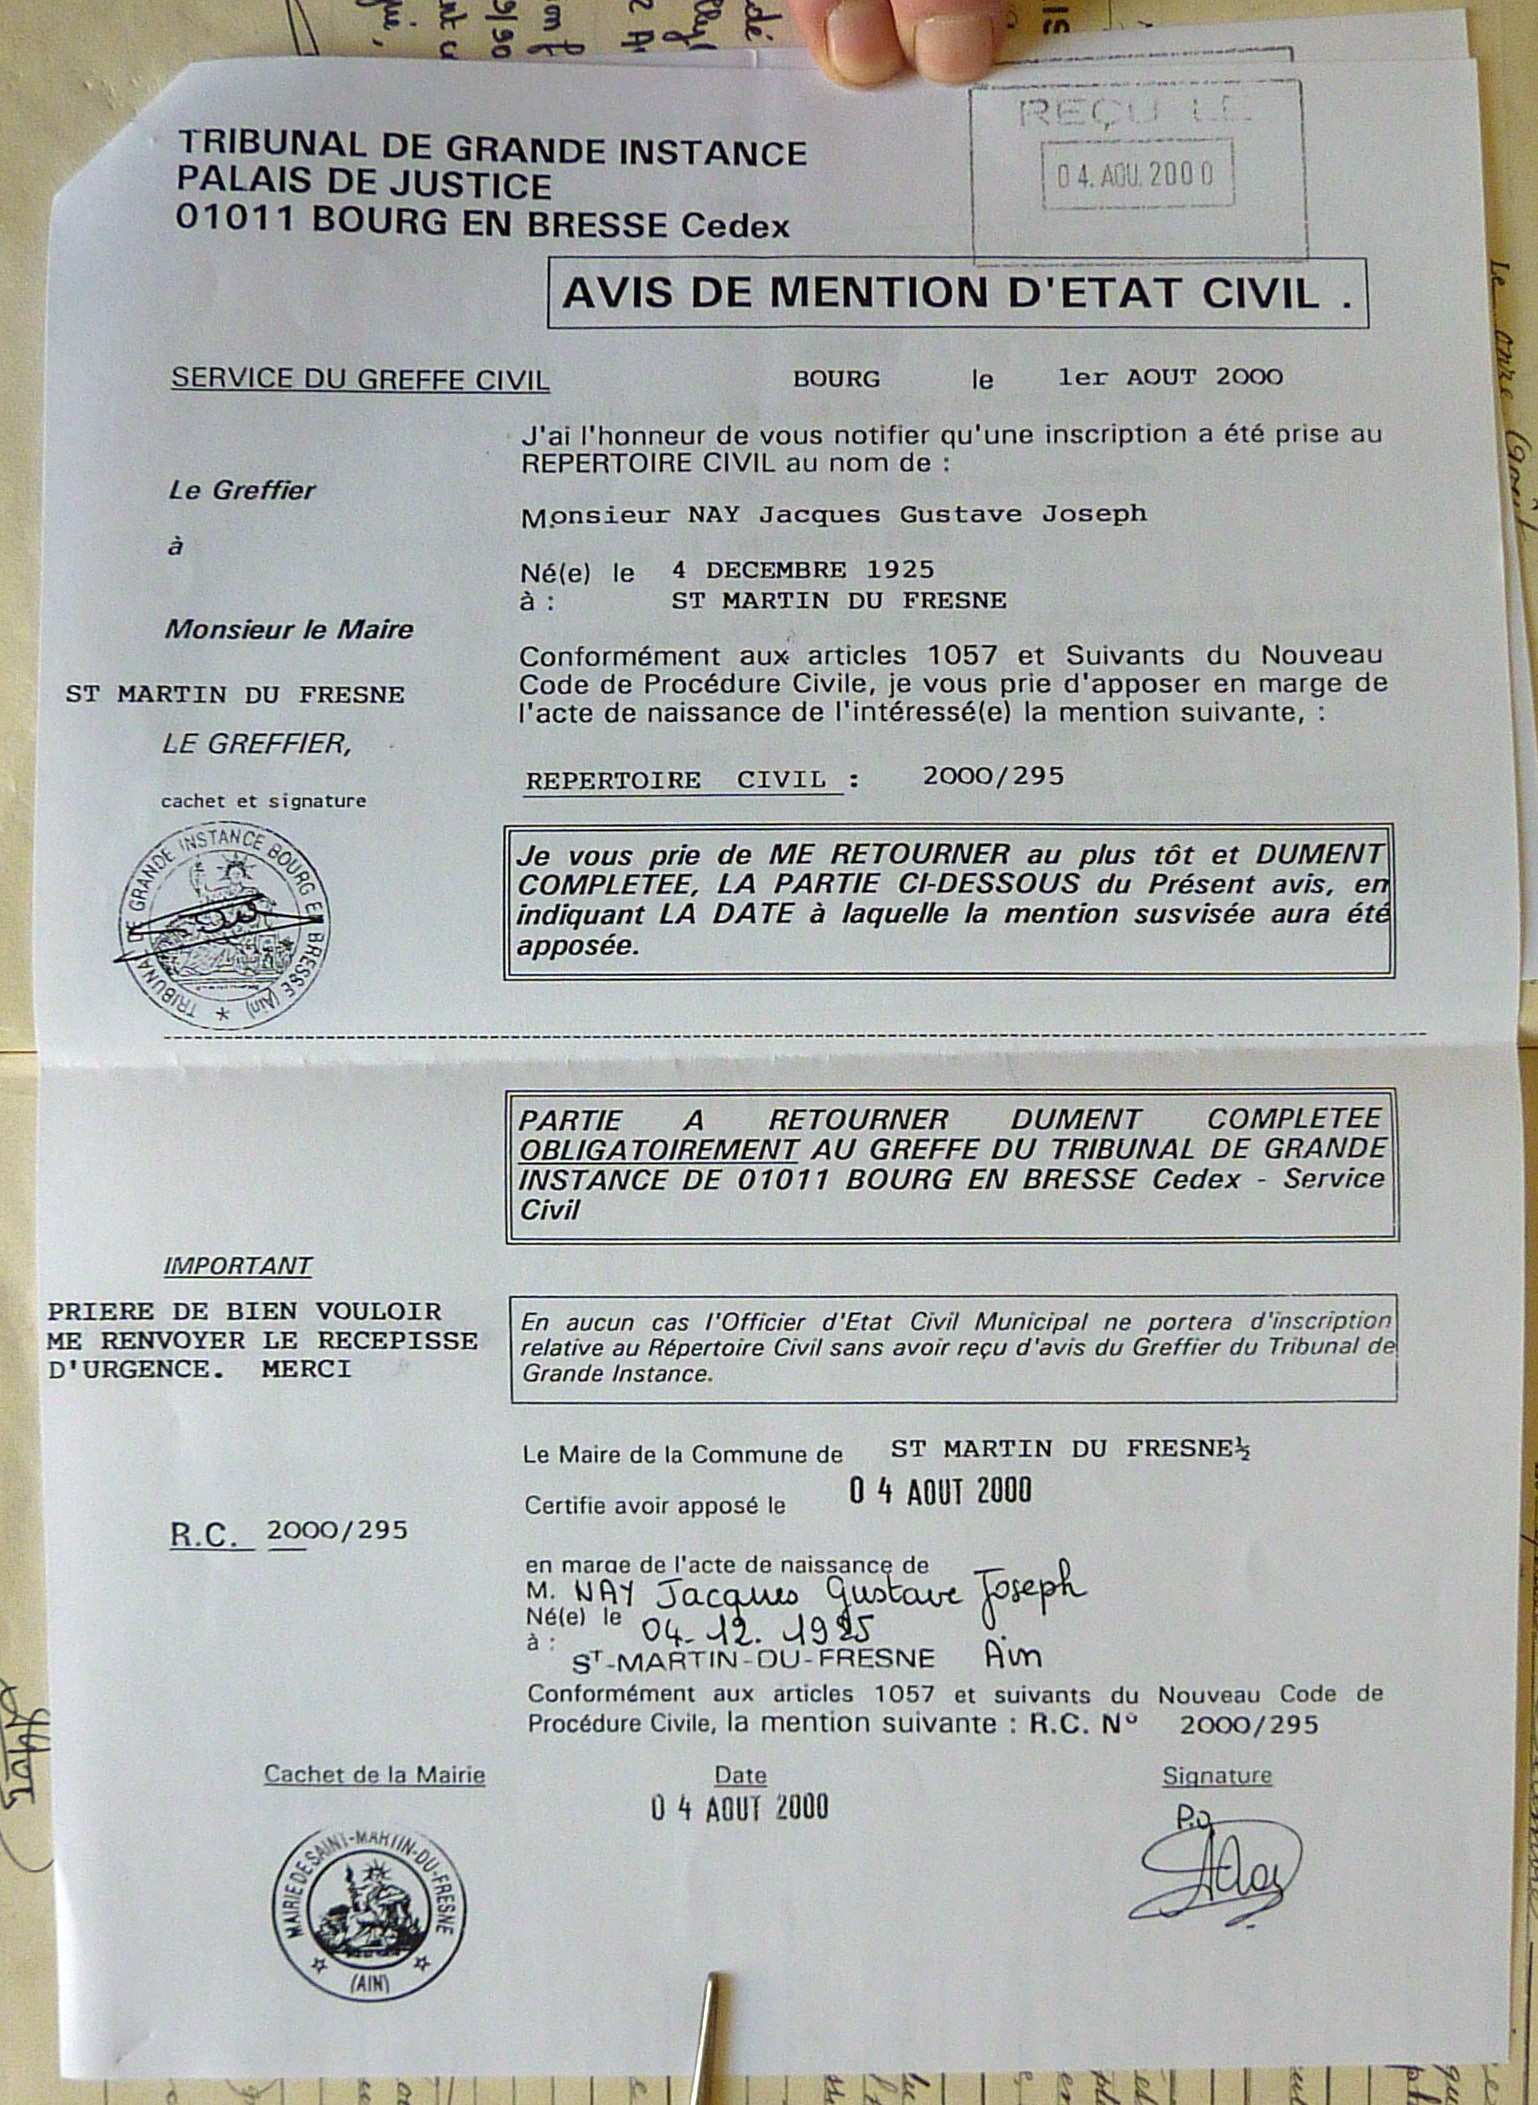 TRIBUNAL DE GRANDE INSTANCE
PALAIS DE JUSTICE
01011 BOURG EN BRESSE Cedex
REÇU LE
04. AOU. 2000
AVIS DE MENTION D'ETAT CIVIL .
SERVICE DU GREFFE CIVIL
BOURG le 1er AOUT 2000
J'ai l'honneur de vous notifier qu'une inscription a été prise au
REPERTOIRE CIVIL au nom de :
Le Greffier
à
Monsieur le Maire
ST MARTIN DU FRESNE
LE GREFFIER,
cachet et signature
TRIBUNAL DE GRANDE INSTANCE BOURG EN BRESSE (Ain)
Monsieur NAY Jacques Gustave Joseph
Né(e) le 4 DECEMBRE 1925
à : ST MARTIN DU FRESNE
Conformément aux articles 1057 et Suivants du Nouveau
Code de Procédure Civile, je vous prie d'apposer en marge de
l'acte de naissance de l'intéressé(e) la mention suivante, :
REPERTOIRE CIVIL : 2000/295
Je vous prie de ME RETOURNER au plus tôt et DUMENT
COMPLETEE, LA PARTIE CI-DESSOUS du Présent avis, en
indiquant LA DATE à laquelle la mention susvisée aura été
apposée.
PARTIE A RETOURNER DUMENT COMPLETEE
OBLIGATOIREMENT AU GREFFE DU TRIBUNAL DE GRANDE
INSTANCE DE 01011 BOURG EN BRESSE Cedex - Service
Civil
IMPORTANT
PRIERE DE BIEN VOULOIR
ME RENVOYER LE RECEPISSE
D'URGENCE. MERCI
En aucun cas l'Officier d'Etat Civil Municipal ne portera d'inscription
relative au Répertoire Civil sans avoir reçu d'avis du Greffier du Tribunal de
Grande Instance.
Le Maire de la Commune de ST MARTIN DU FRESNE½
Certifie avoir apposé le 04 AOUT 2000
R.C. 2000/295
en marge de l'acte de naissance de
M. NAY Jacques Gustave Joseph
Né(e) le 04-12.1925
à : ST-MARTIN-DU-FRESNE Ain
Conformément aux articles 1057 et suivants du Nouveau Code de
Procédure Civile, la mention suivante : R.C. N° 2000/295
Cachet de la Mairie
Date
04 AOUT 2000
Signature
P.O
MAIRIE DE SAINT-MARTIN-DU-FRESNE
(AIN)